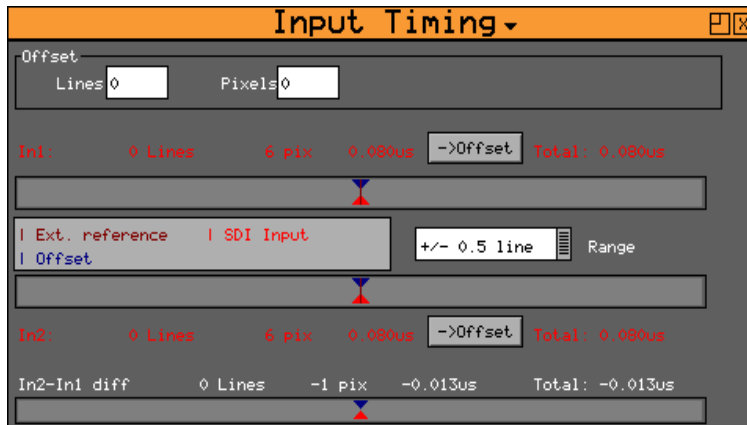 Input Timing
Offset
Lines 0 Pixels 0
In1: 0 Lines 6 pix 0.080us ->Offset Total: 0.080us
| Ext. reference | SDI Input
| Offset
+/- 0.5 line Range
In2: 0 Lines 6 pix 0.080us ->Offset Total: 0.080us
In2-In1 diff 0 Lines -1 pix -0.013us Total: -0.013us